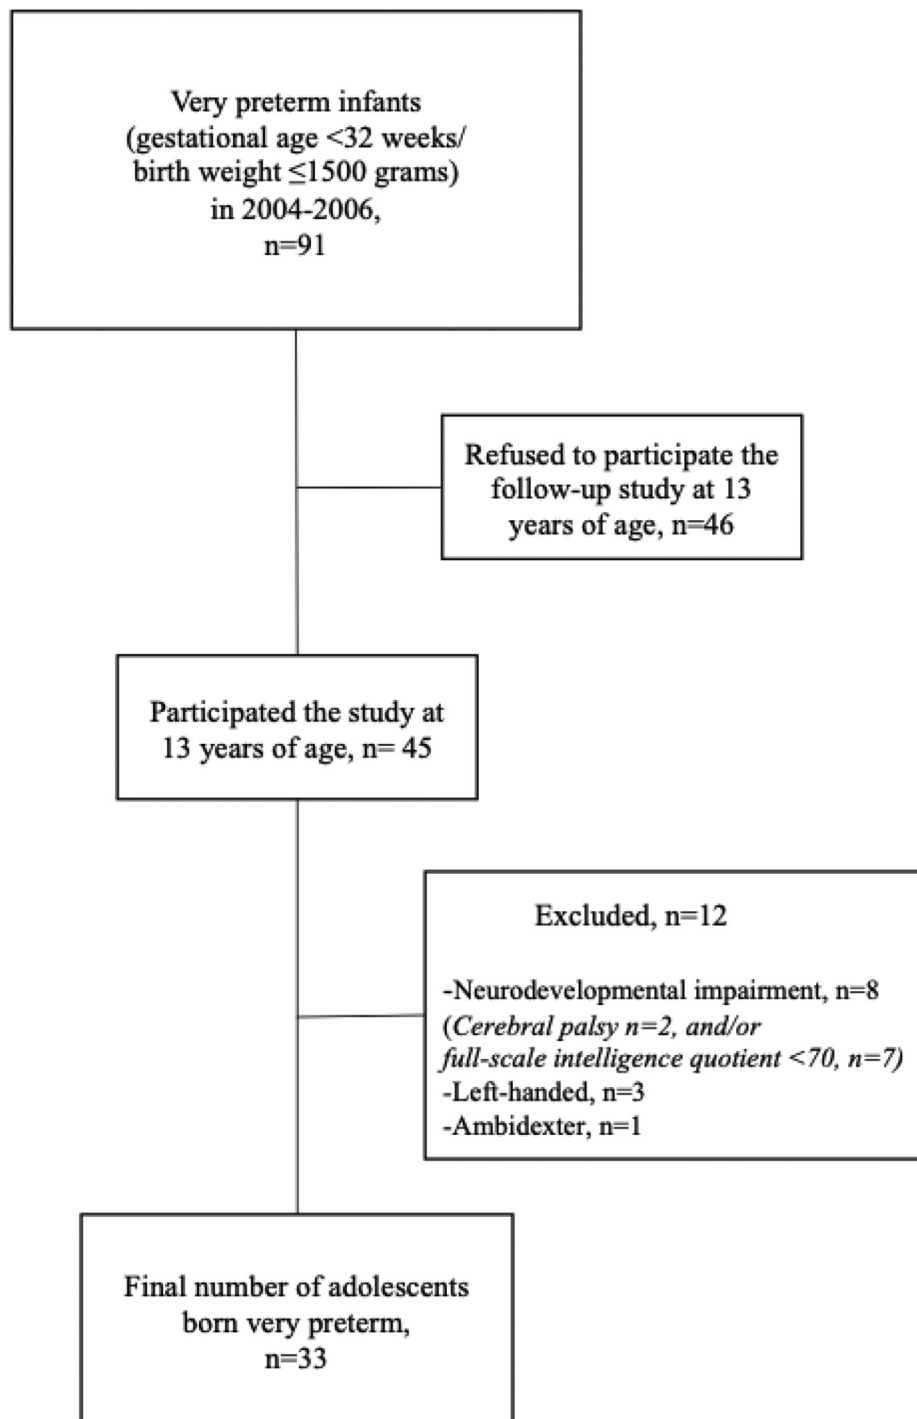 Very preterm infants
(gestational age <32 weeks/
birth weight ≤1500 grams)
in 2004-2006,
n=91
Refused to participate the
follow-up study at 13
years of age, n=46
Participated the study at
13 years of age, n= 45
Excluded, n=12
-Neurodevelopmental impairment, n=8
(Cerebral palsy n=2, and/or
full-scale intelligence quotient <70, n=7)
-Left-handed, n=3
-Ambidexter, n=1
Final number of adolescents
born very preterm,
n=33